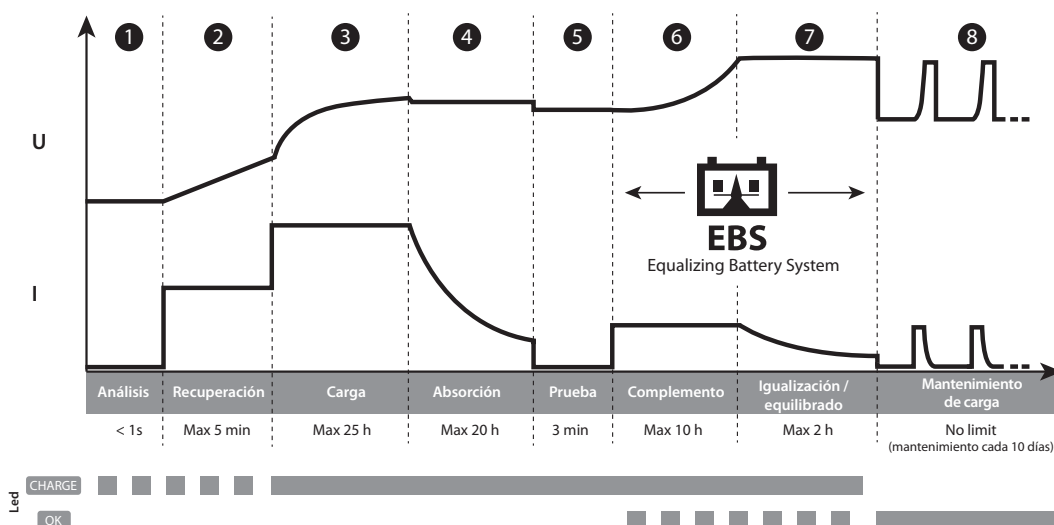 1 2 3 4 5 6 7 8
U
EBS
Equalizing Battery System
I
Análisis Recuperación Carga Absorción Prueba Complemento Igualización / equilibrado Mantenimiento de carga
< 1s Max 5 min Max 25 h Max 20 h 3 min Max 10 h Max 2 h No limit
(mantenimiento cada 10 días)
Led
CHARGE
OK